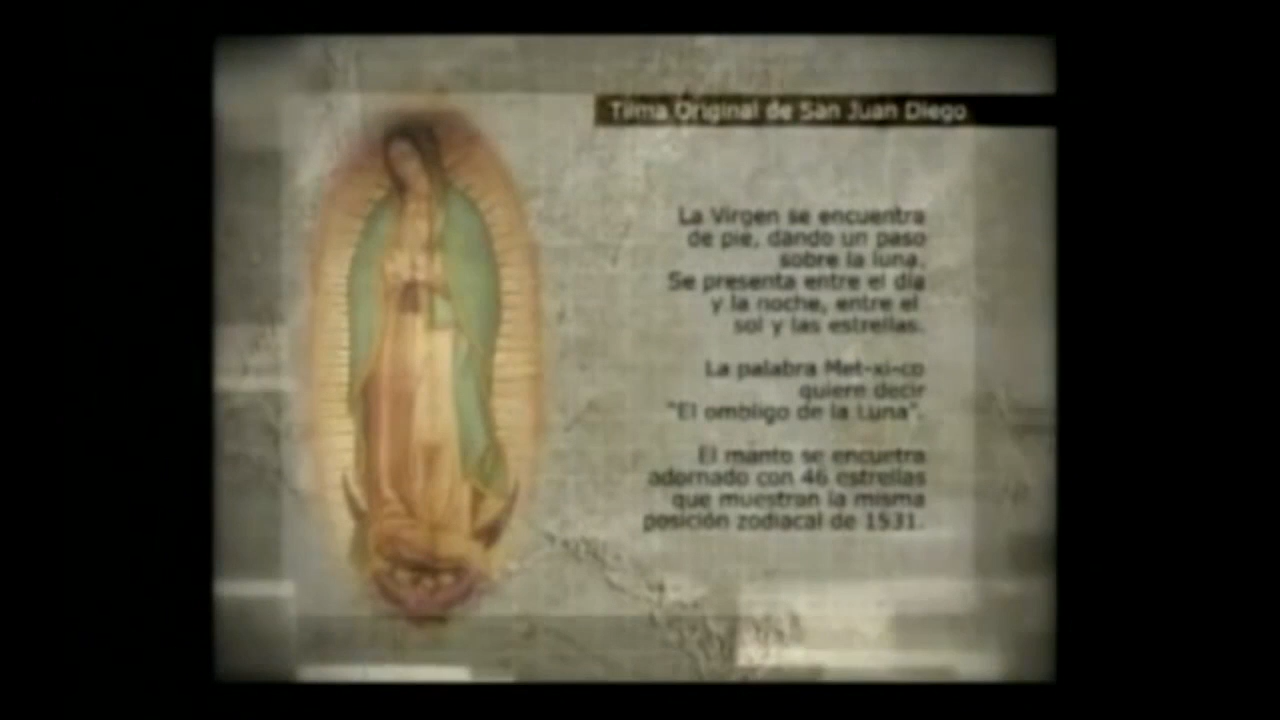 Tilma Original de San Juan Diego
La Virgen se encuentra
de pie, dando un paso
sobre la luna.
Se presenta entre el día
y la noche, entre el
sol y las estrellas.
La palabra Met-xi-co
quiere decir
"El ombligo de la Luna".
El manto se encuetra
adornado con 46 estrellas
que muestran la misma
posición zodiacal de 1531.